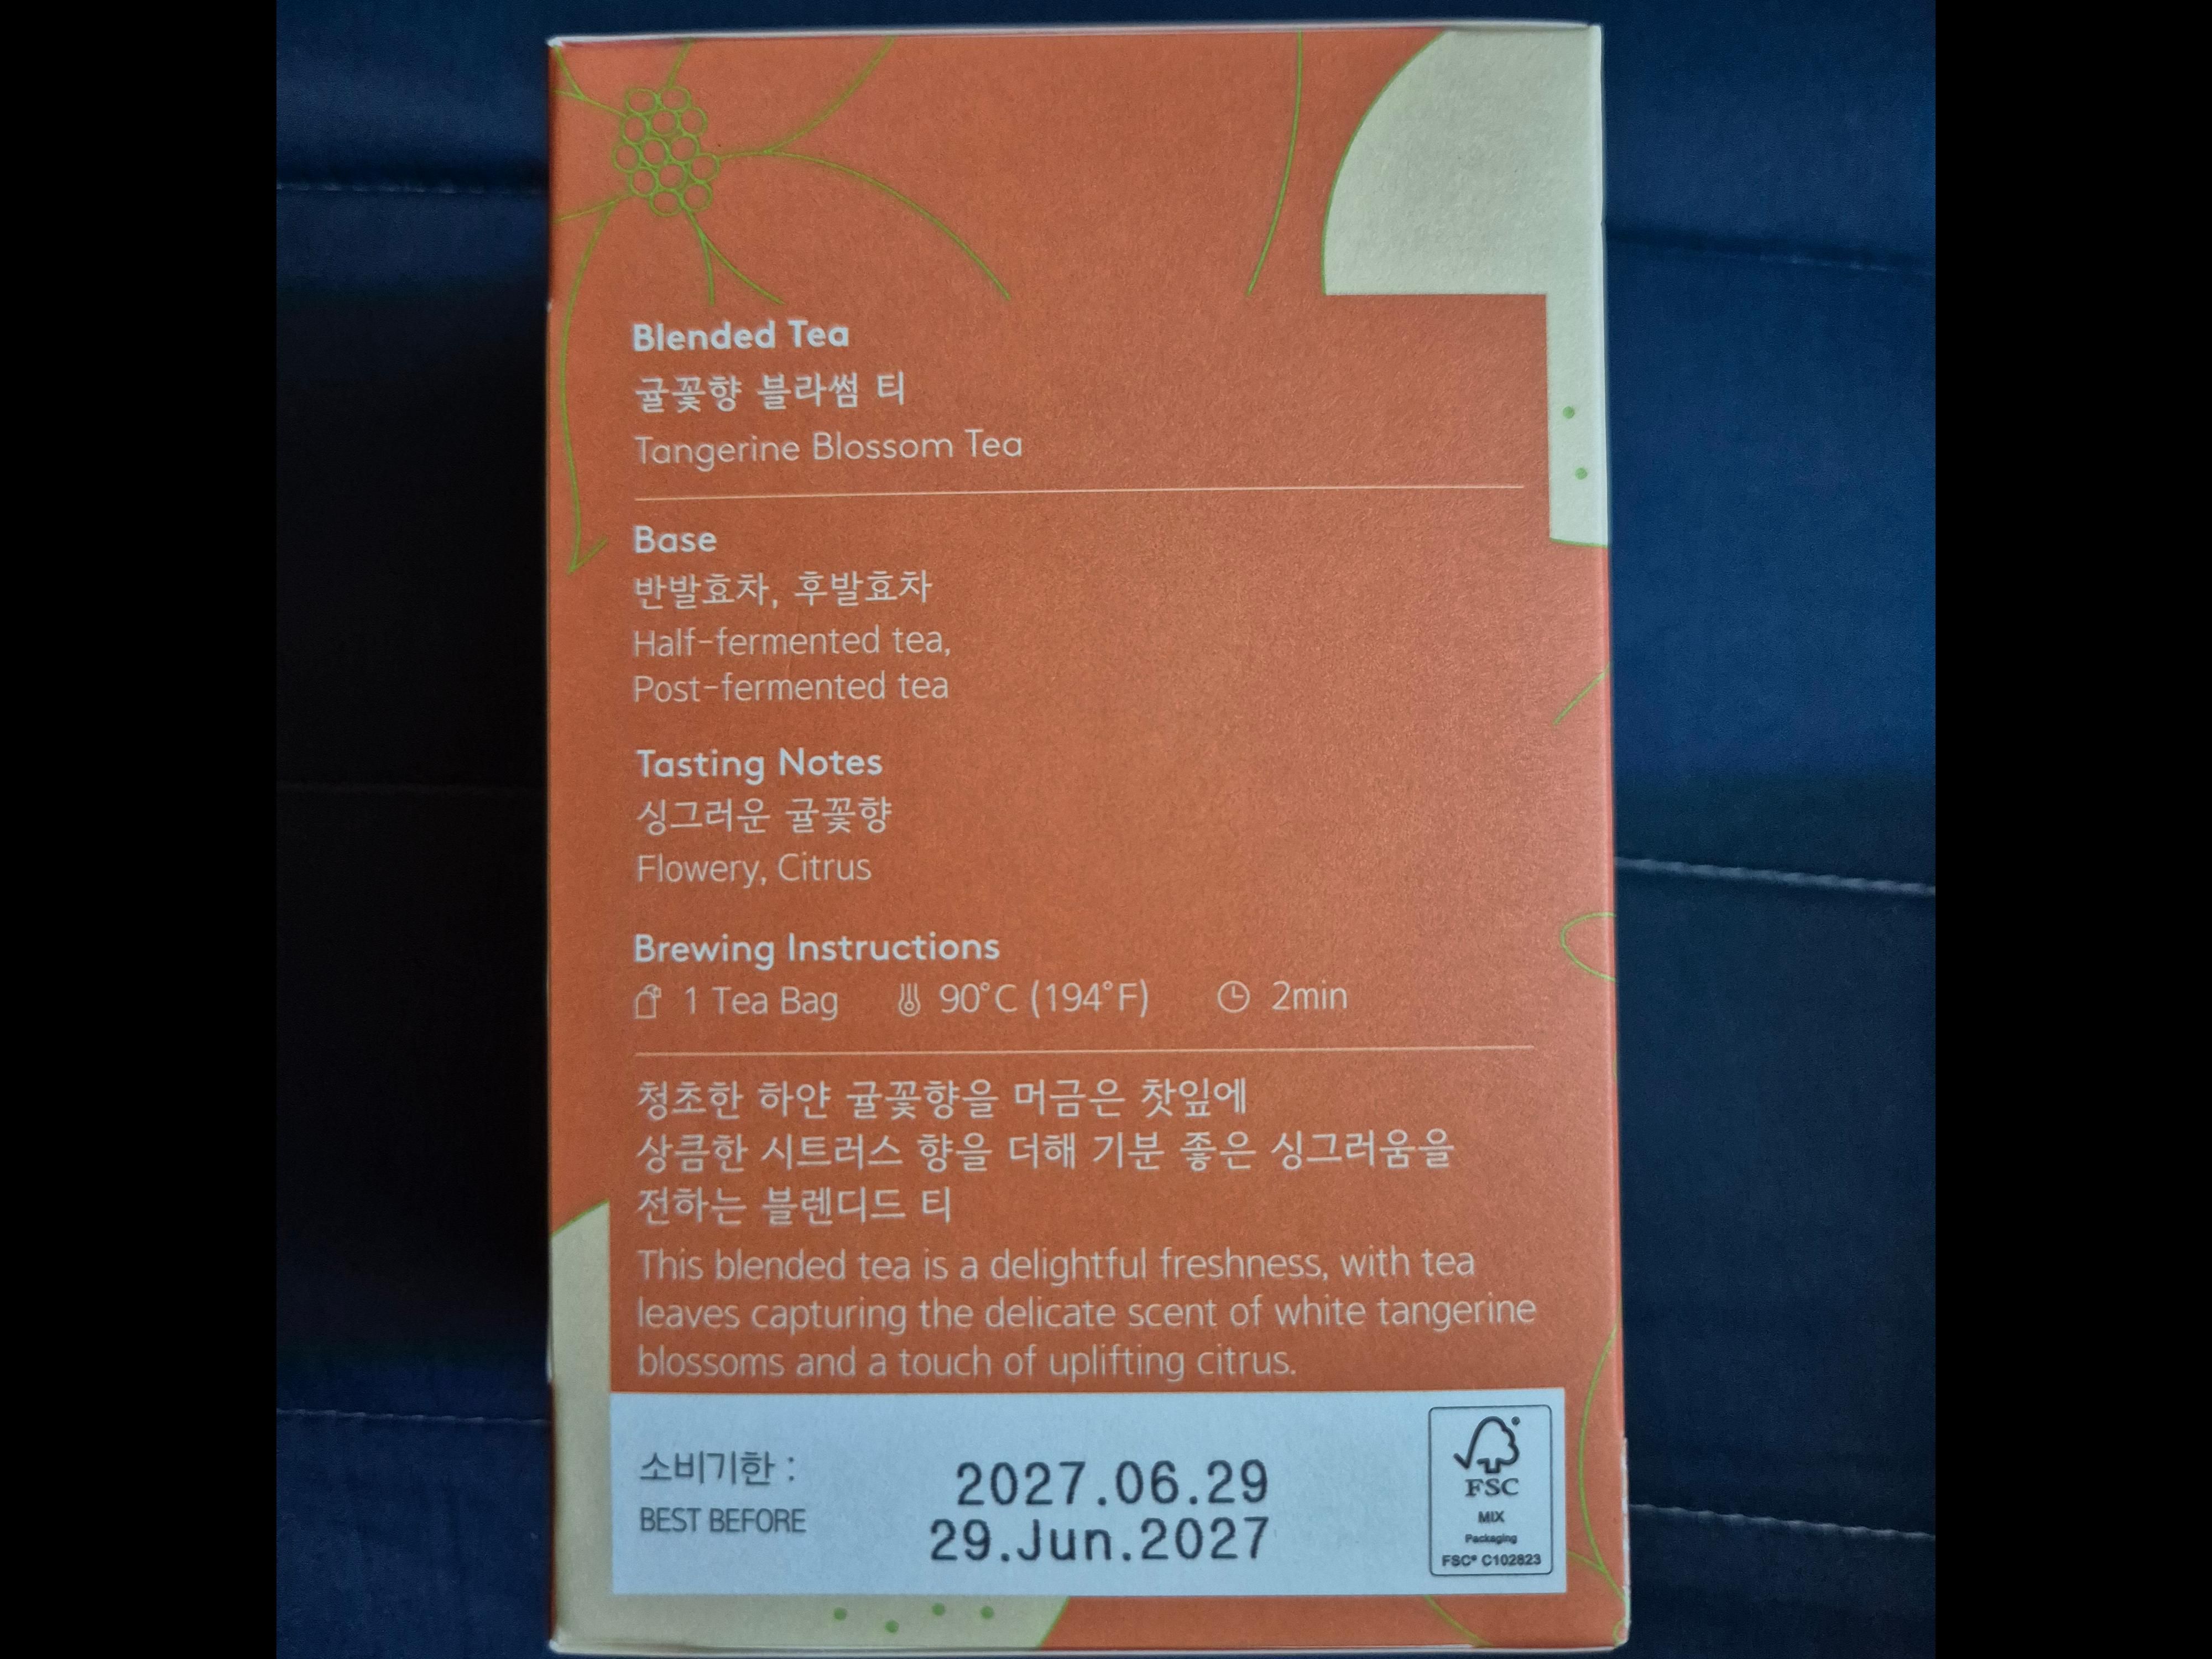 Blended Tea
귤꽃향 블라썸 티
Tangerine Blossom Tea
Base
반발효차, 후발효차
Half-fermented tea,
Post-fermented tea
Tasting Notes
싱그러운 귤꽃향
Flowery, Citrus
Brewing Instructions
1 Tea Bag 90°C (194°F) 2min
청초한 하얀 귤꽃향을 머금은 찻잎에
상큼한 시트러스 향을 더해 기분 좋은 싱그러움을
전하는 블렌디드 티
This blended tea is a delightful freshness, with tea
leaves capturing the delicate scent of white tangerine
blossoms and a touch of uplifting citrus.
소비기한 :
BEST BEFORE
2027.06.29
29.Jun.2027
FSC
MIX
Packaging
FSC® C102823